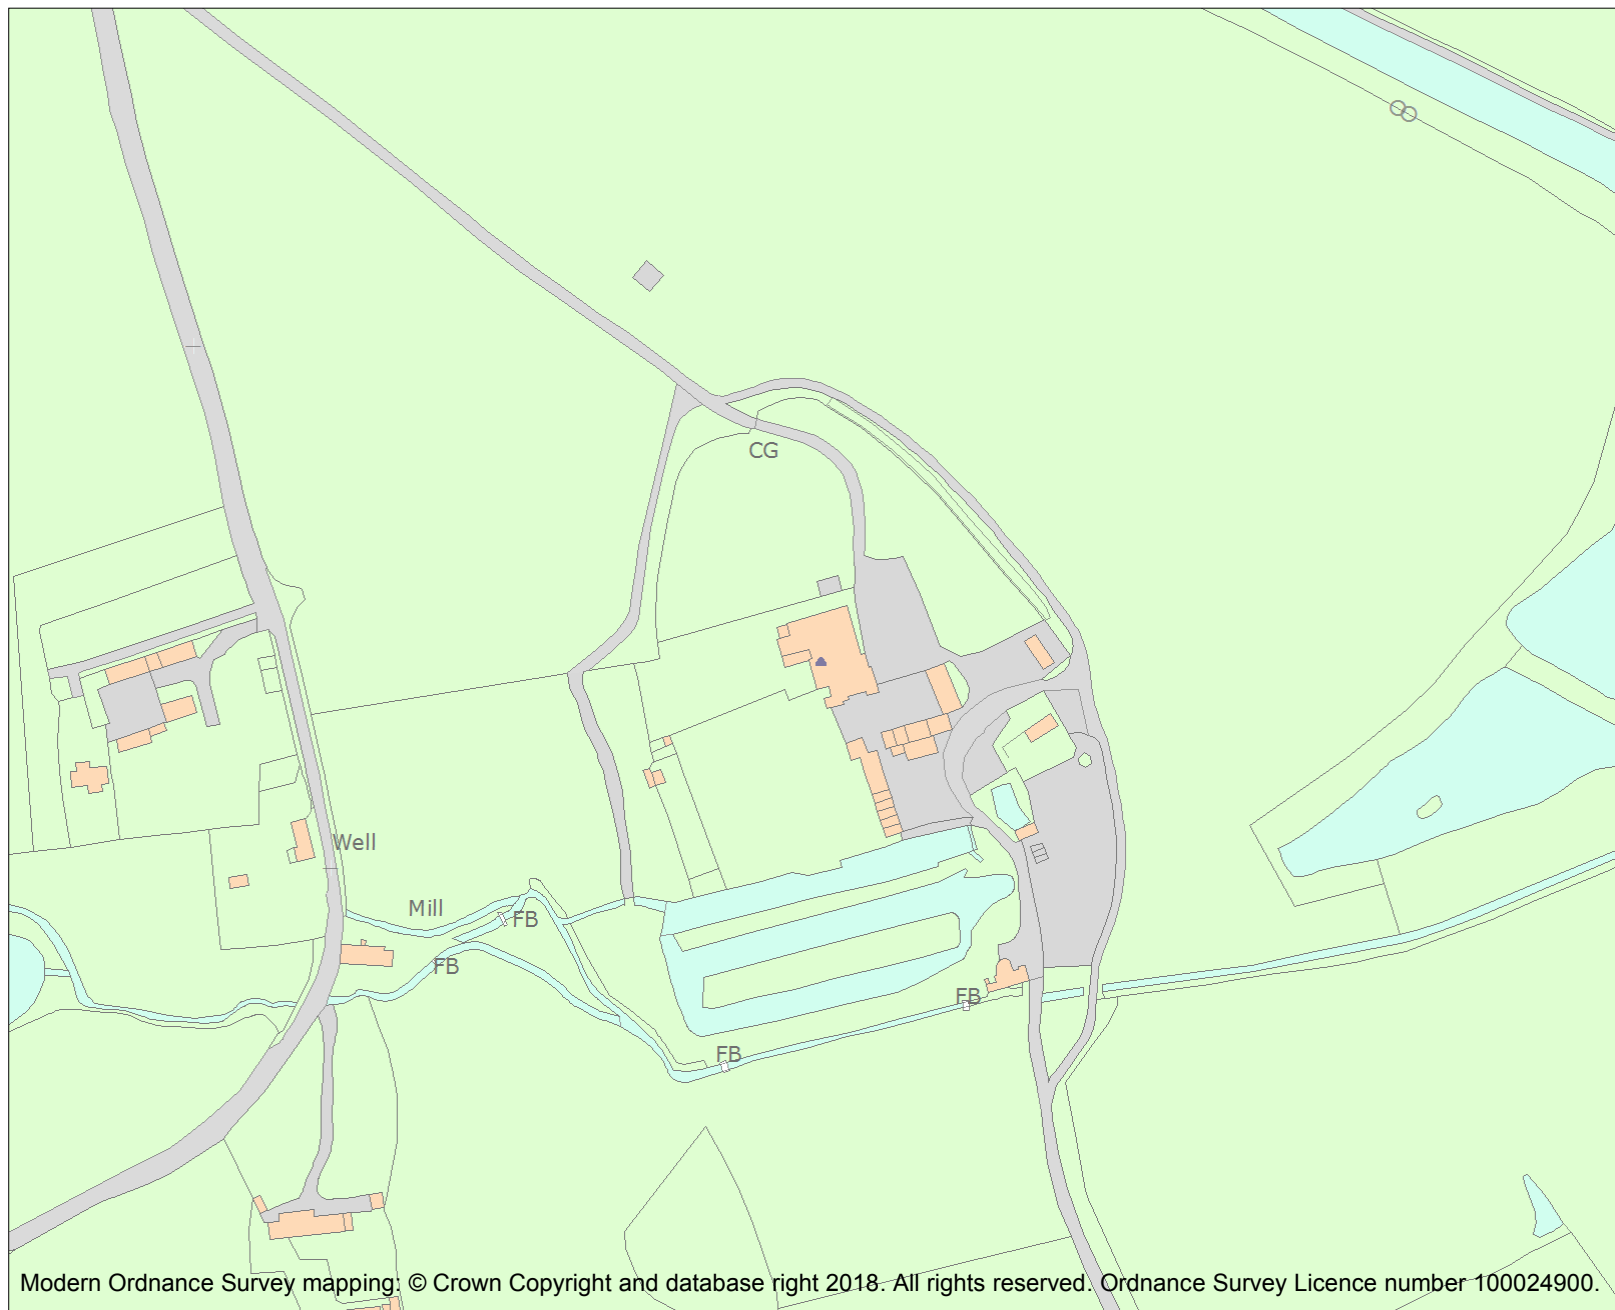 CG
Well
Mill
FB
FB
FB
FB
Modern Ordnance Survey mapping: © Crown Copyright and database right 2018. All rights reserved. Ordnance Survey Licence number 100024900.